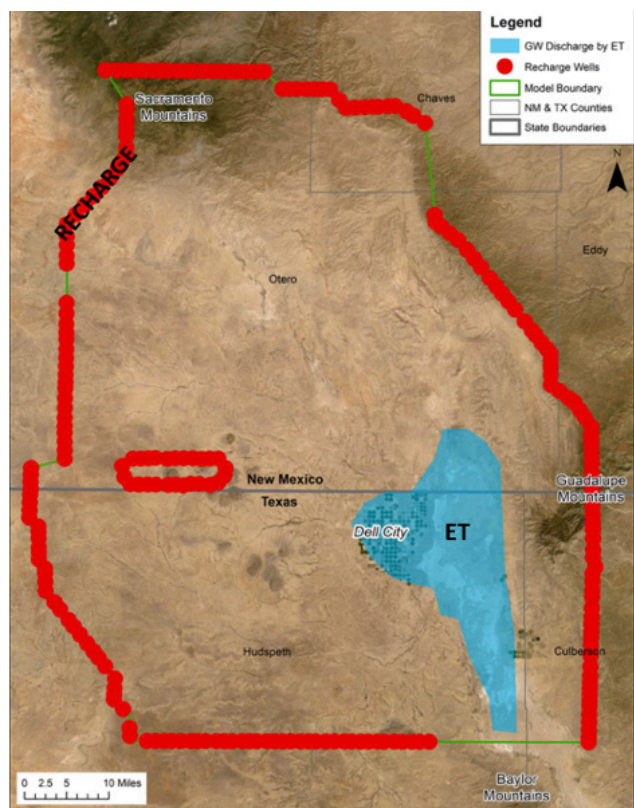 Legend
GW Discharge by ET
Recharge Wells
Model Boundary
NM & TX Counties
State Boundaries
Chaves
Sacramento
Mountains
RECHARGE
N
Eddy
Otero
New Mexico
Texas
Guadalupe
Mountains
Dell City
ET
Hudspeth
Culberson
0 2.5 5 10 Miles
Baylor
Mountains